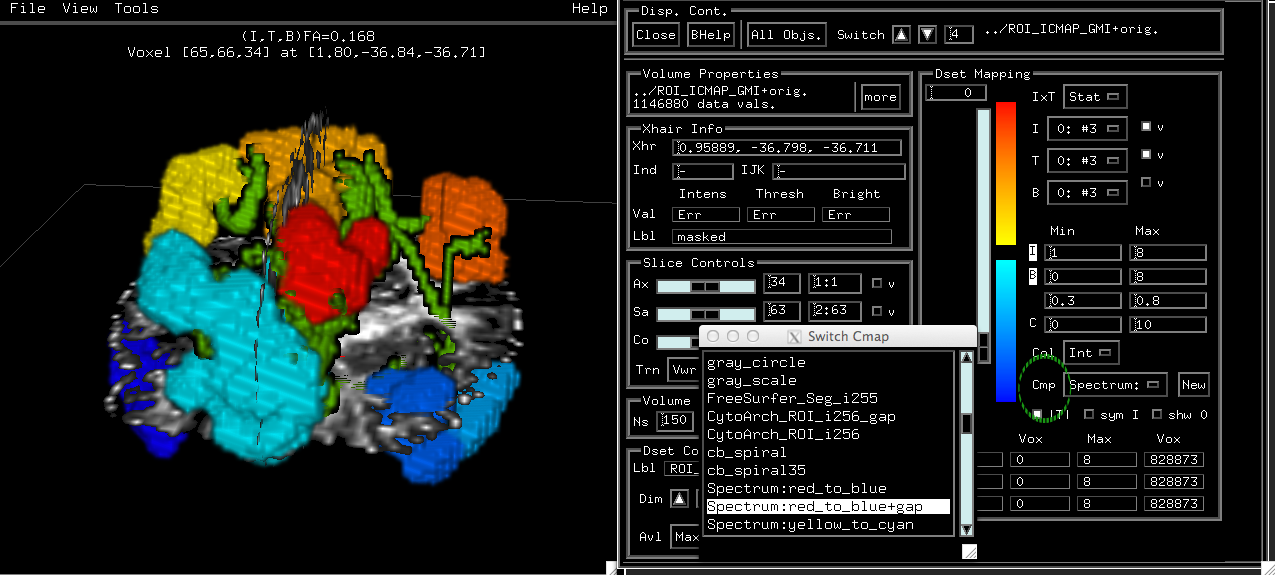 File View Tools Help
(I,T,B)FA=0.168
Voxel [65,66,34] at [1.80,-36.84,-36.71]
Disp. Cont.
Close BHelp All Objs. Switch 4 ../ROI_ICMAP_GMI+orig.
Volume Properties
../ROI_ICMAP_GMI+orig.
1146880 data vals.
more
Xhair Info
Xhr 0.95889, -36.798, -36.711
Ind - IJK -
Intens Thresh Bright
Val Err Err Err
Lbl masked
Slice Controls
Ax 34 1:1 v
Sa 63 2:63 v
Co
Trn Vwr
Volume
Ns 150
Dset Co
Lbl ROI_
Dim
Avl Max
Dset Mapping
0
IxT Stat
I 0: #3 v
T 0: #3 v
B 0: #3 v
Min Max
I 1 8
B 0 8
0.3 0.8
C 0 10
Col Int
Cmp Spectrum: New
|T| sym I shw 0
Vox Max Vox
0 8 828873
0 8 828873
0 8 828873
Switch Cmap
gray_circle
gray_scale
FreeSurfer_Seg_i255
CytoArch_ROI_i256_gap
CytoArch_ROI_i256
cb_spiral
cb_spiral35
Spectrum:red_to_blue
Spectrum:red_to_blue+gap
Spectrum:yellow_to_cyan